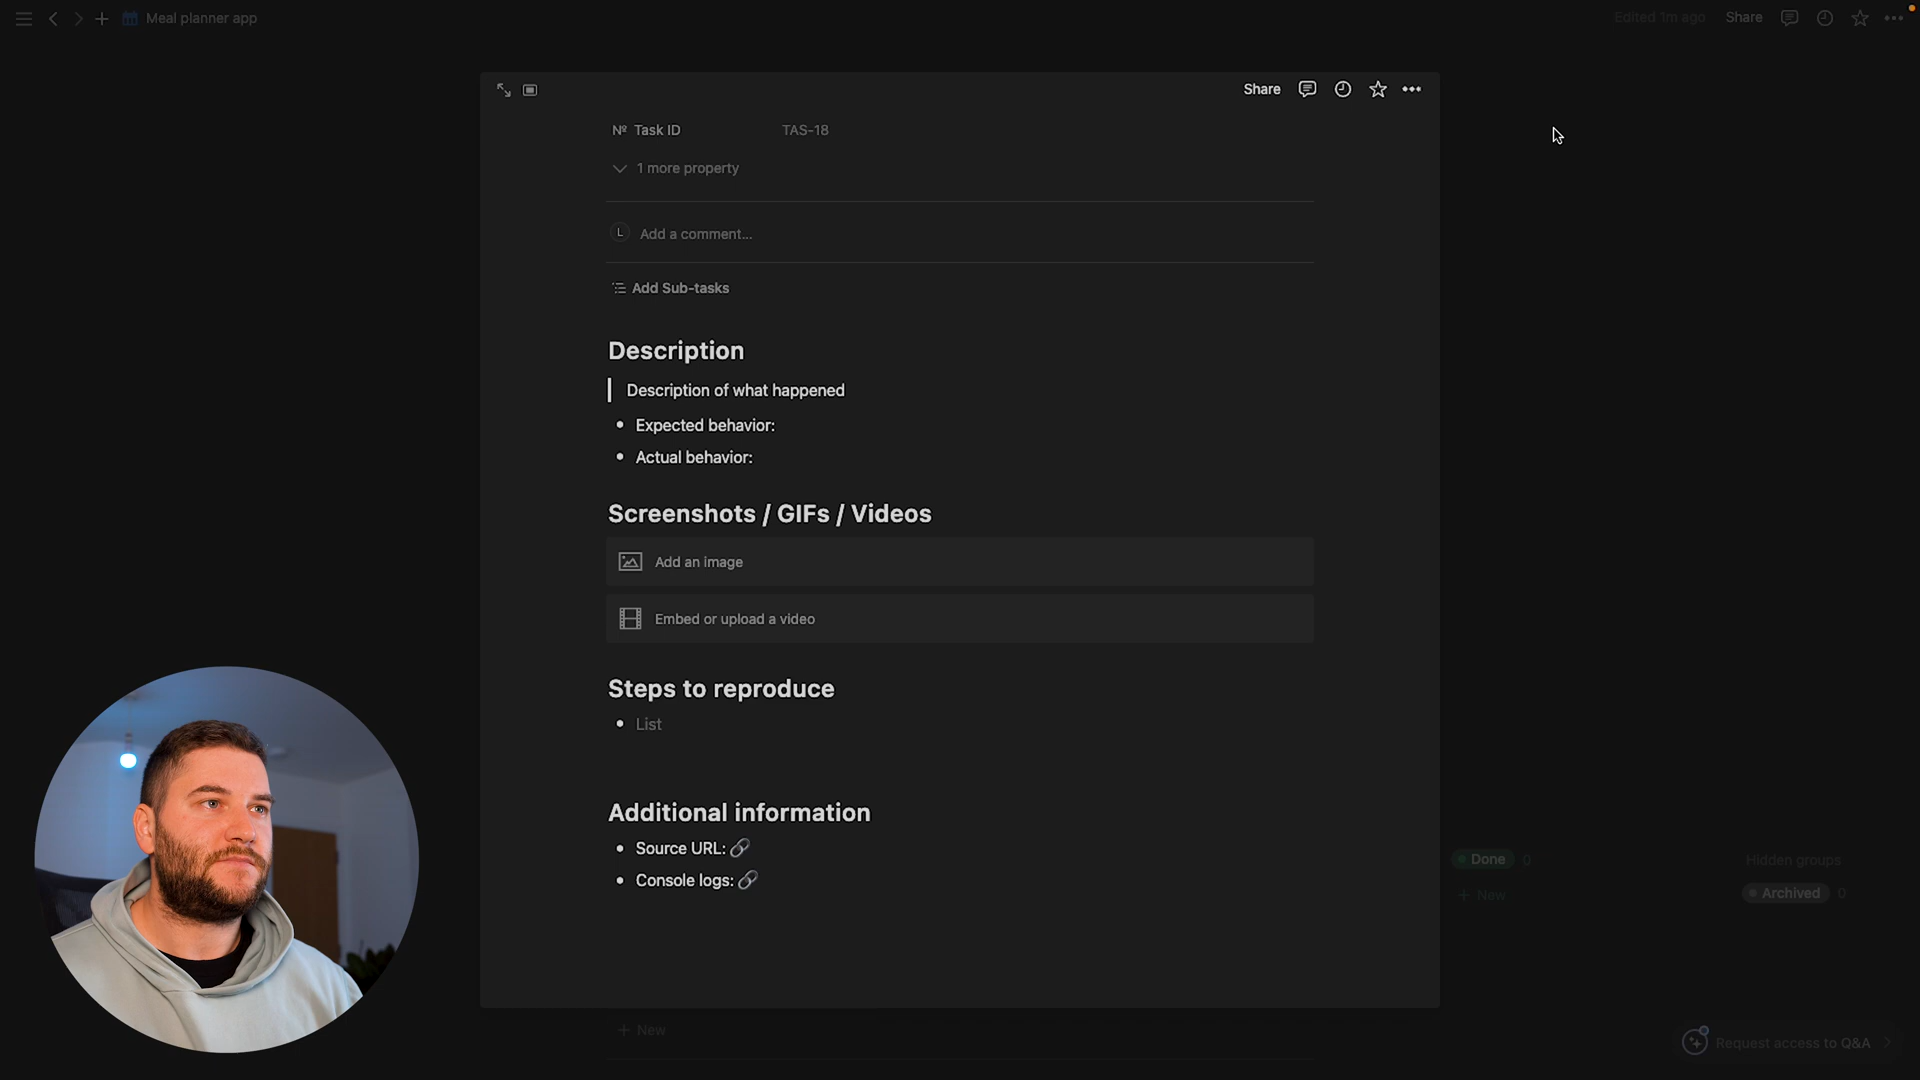 Meal planner app
Edited 1m ago
Share
Share
Nº Task ID
TAS-18
1 more property
L
Add a comment...
Add Sub-tasks
Description
Description of what happened
Expected behavior:
Actual behavior:
Screenshots / GIFs / Videos
Add an image
Embed or upload a video
Steps to reproduce
List
Additional information
Source URL: 🔗
Console logs: 🔗
Done 0
Hidden groups
+ New
Archived 0
+ New
Request access to Q&A